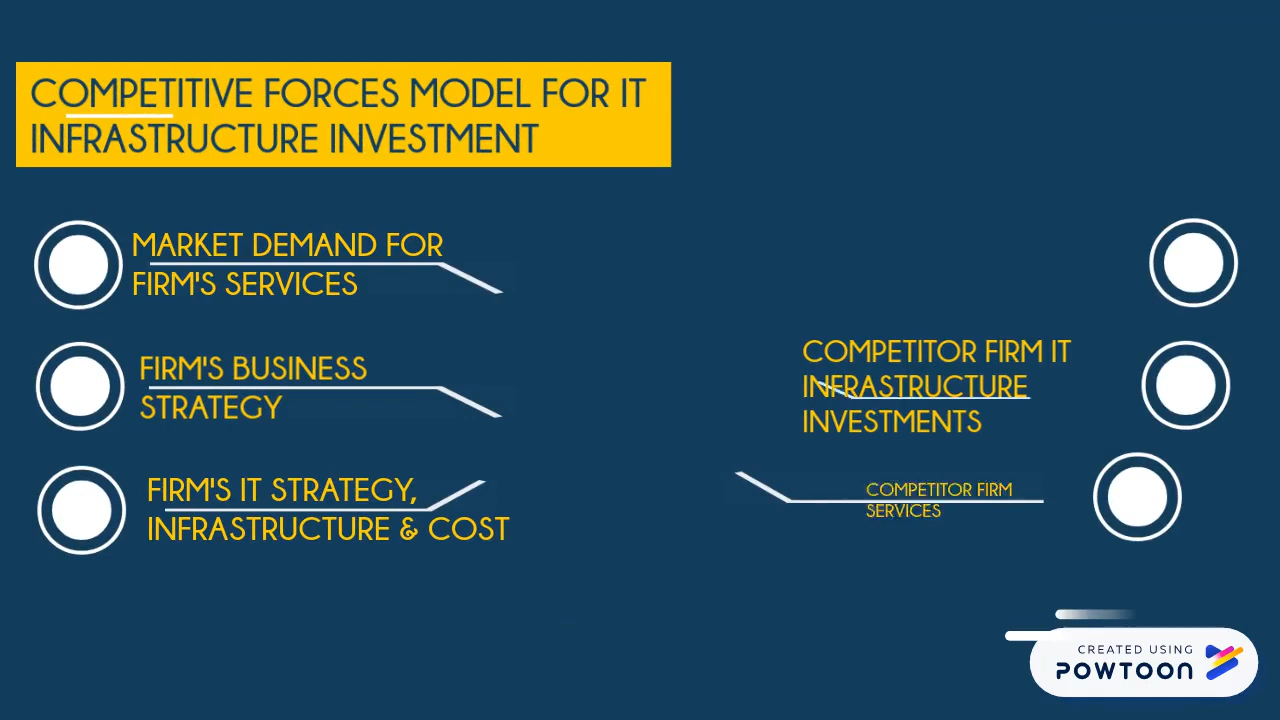 COMPETITIVE FORCES MODEL FOR IT
INFRASTRUCTURE INVESTMENT
MARKET DEMAND FOR
FIRM'S SERVICES
FIRM'S BUSINESS
STRATEGY
FIRM'S IT STRATEGY,
INFRASTRUCTURE & COST
COMPETITOR FIRM IT
INFRASTRUCTURE
INVESTMENTS
COMPETITOR FIRM
SERVICES
CREATED USING
POWTOON